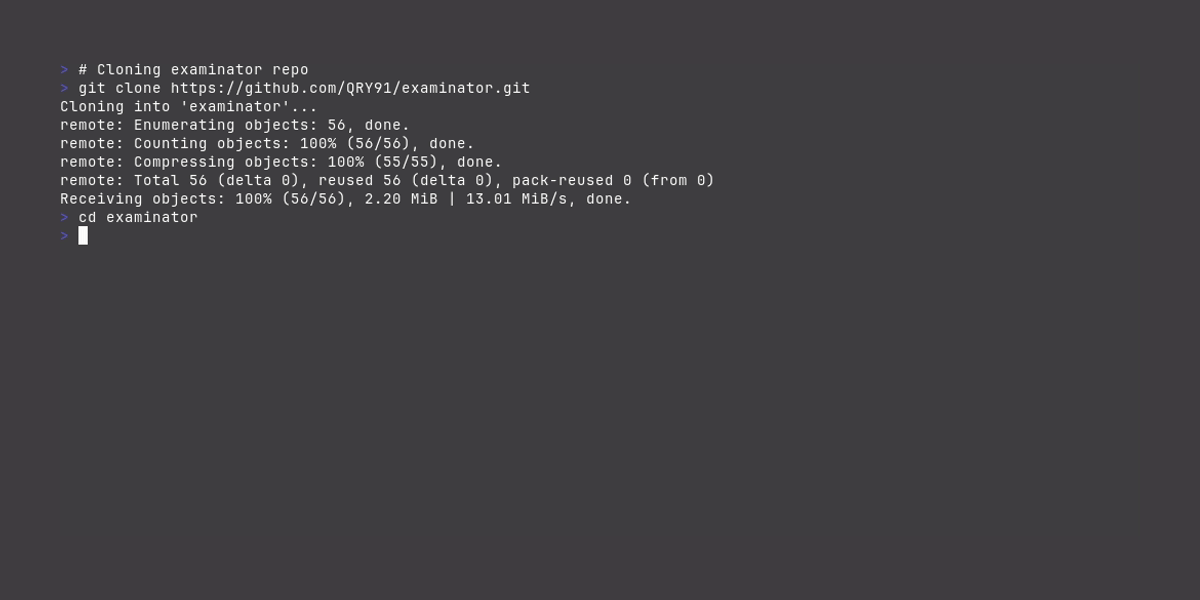 > # Cloning examinator repo
> git clone https://github.com/QRY91/examinator.git
Cloning into 'examinator'...
remote: Enumerating objects: 56, done.
remote: Counting objects: 100% (56/56), done.
remote: Compressing objects: 100% (55/55), done.
remote: Total 56 (delta 0), reused 56 (delta 0), pack-reused 0 (from 0)
Receiving objects: 100% (56/56), 2.20 MiB | 13.01 MiB/s, done.
> cd examinator
>